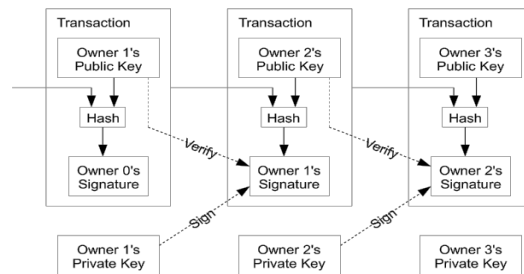 Transaction
Owner 1's
Public Key
Hash
Owner 0's
Signature
Transaction
Owner 2's
Public Key
Hash
Verify
Owner 1's
Signature
Transaction
Owner 3's
Public Key
Hash
Verify
Owner 2's
Signature
Owner 1's
Private Key
Sign
Owner 2's
Private Key
Sign
Owner 3's
Private Key